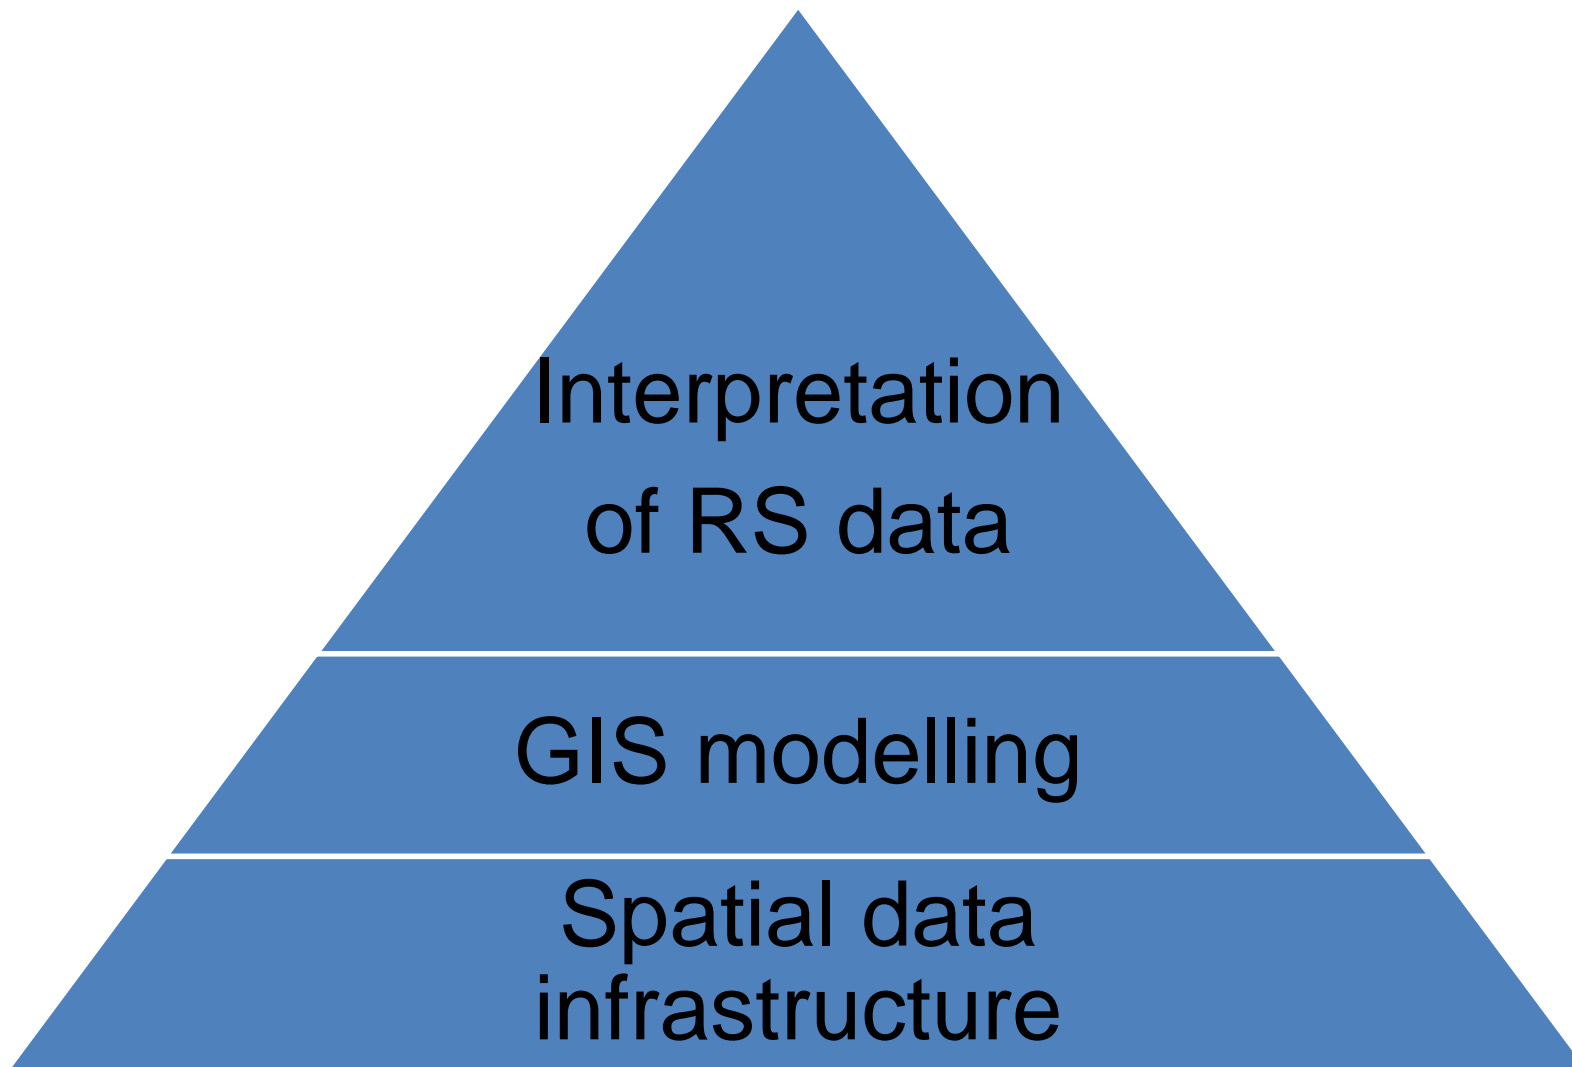 Interpretation
of RS data
GIS modelling
Spatial data
infrastructure